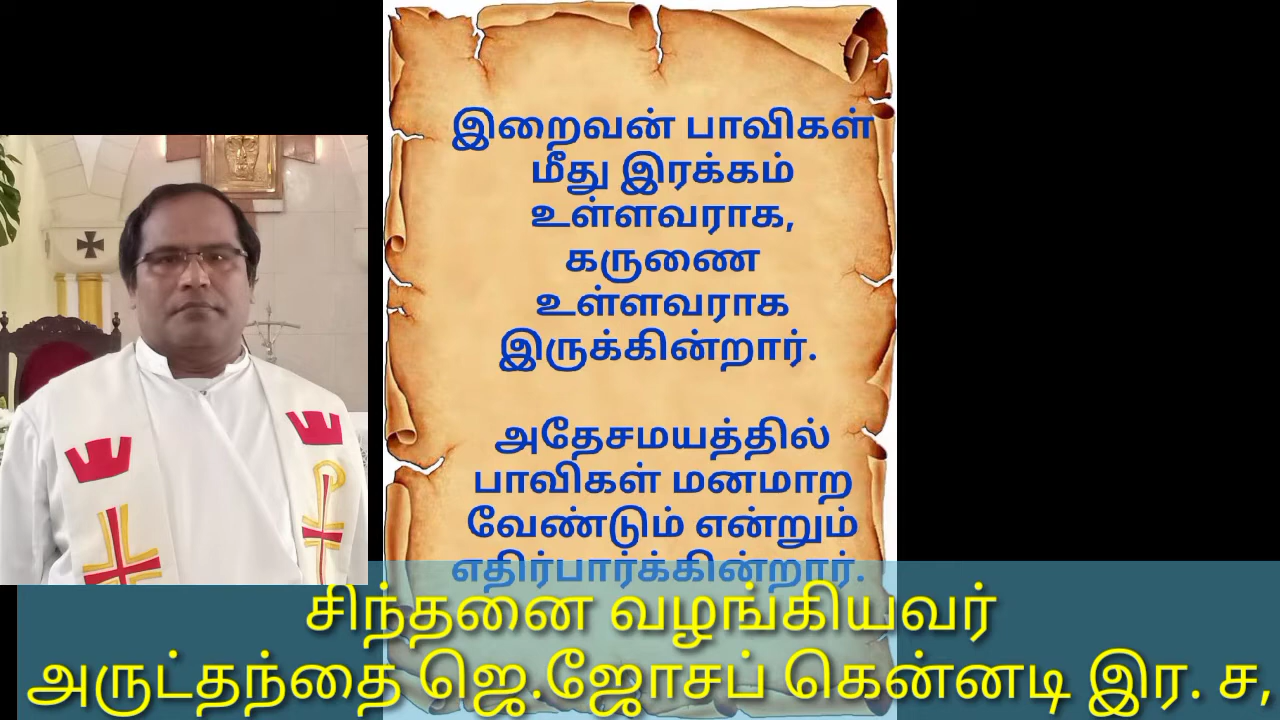 இறைவன் பாவிகள்
மீது இரக்கம்
உள்ளவராக,
கருணை
உள்ளவராக
இருக்கின்றார்.
அதேசமயத்தில்
பாவிகள் மனமாற
வேண்டும் என்றும்
எதிர்பார்க்கின்றார்.
சிந்தனை வழங்கியவர்
அருட்தந்தை ஜெ.ஜோசப் கென்னடி இர. ச,